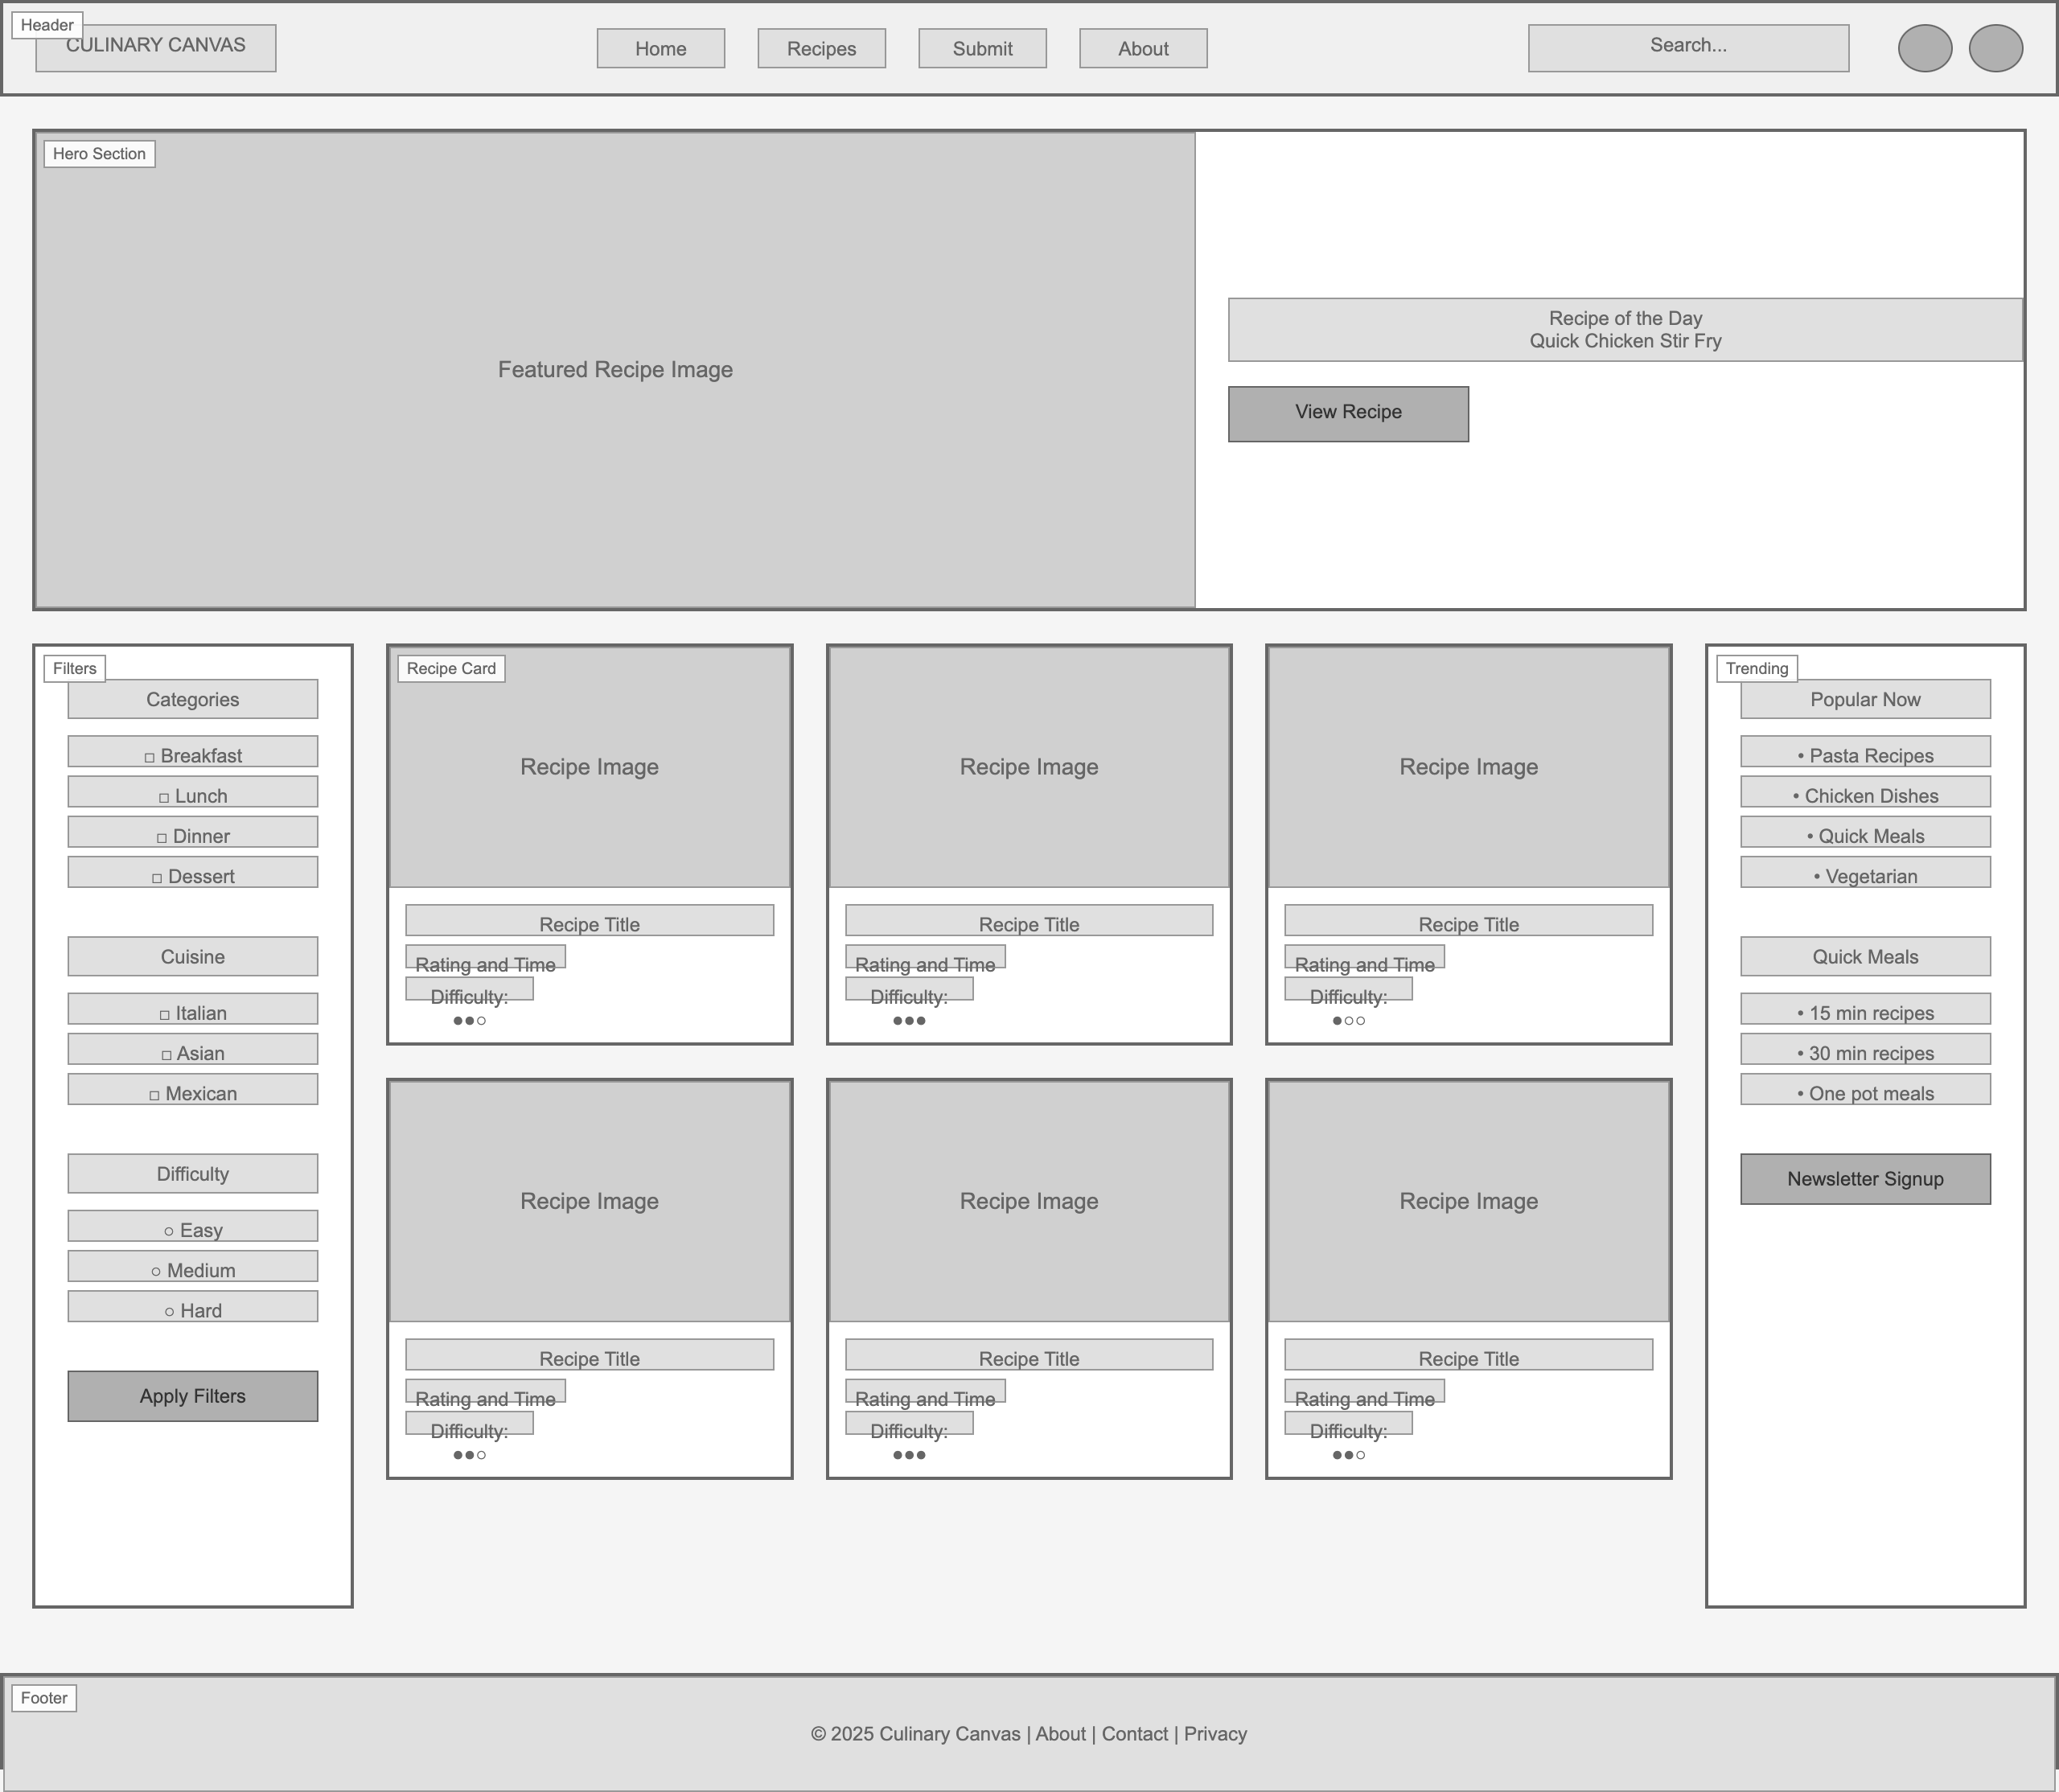 Header
CULINARY CANVAS
Home
Recipes
Submit
About
Search...
Hero Section
Featured Recipe Image
Recipe of the Day
Quick Chicken Stir Fry
View Recipe
Filters
Categories
□ Breakfast
□ Lunch
□ Dinner
□ Dessert
Cuisine
□ Italian
□ Asian
□ Mexican
Difficulty
○ Easy
○ Medium
○ Hard
Apply Filters
Recipe Card
Recipe Image
Recipe Title
Rating and Time
Difficulty:
●●○
Recipe Image
Recipe Title
Rating and Time
Difficulty:
●●●
Recipe Image
Recipe Title
Rating and Time
Difficulty:
●○○
Recipe Image
Recipe Title
Rating and Time
Difficulty:
●●○
Recipe Image
Recipe Title
Rating and Time
Difficulty:
●●●
Recipe Image
Recipe Title
Rating and Time
Difficulty:
●●○
Trending
Popular Now
• Pasta Recipes
• Chicken Dishes
• Quick Meals
• Vegetarian
Quick Meals
• 15 min recipes
• 30 min recipes
• One pot meals
Newsletter Signup
Footer
© 2025 Culinary Canvas | About | Contact | Privacy